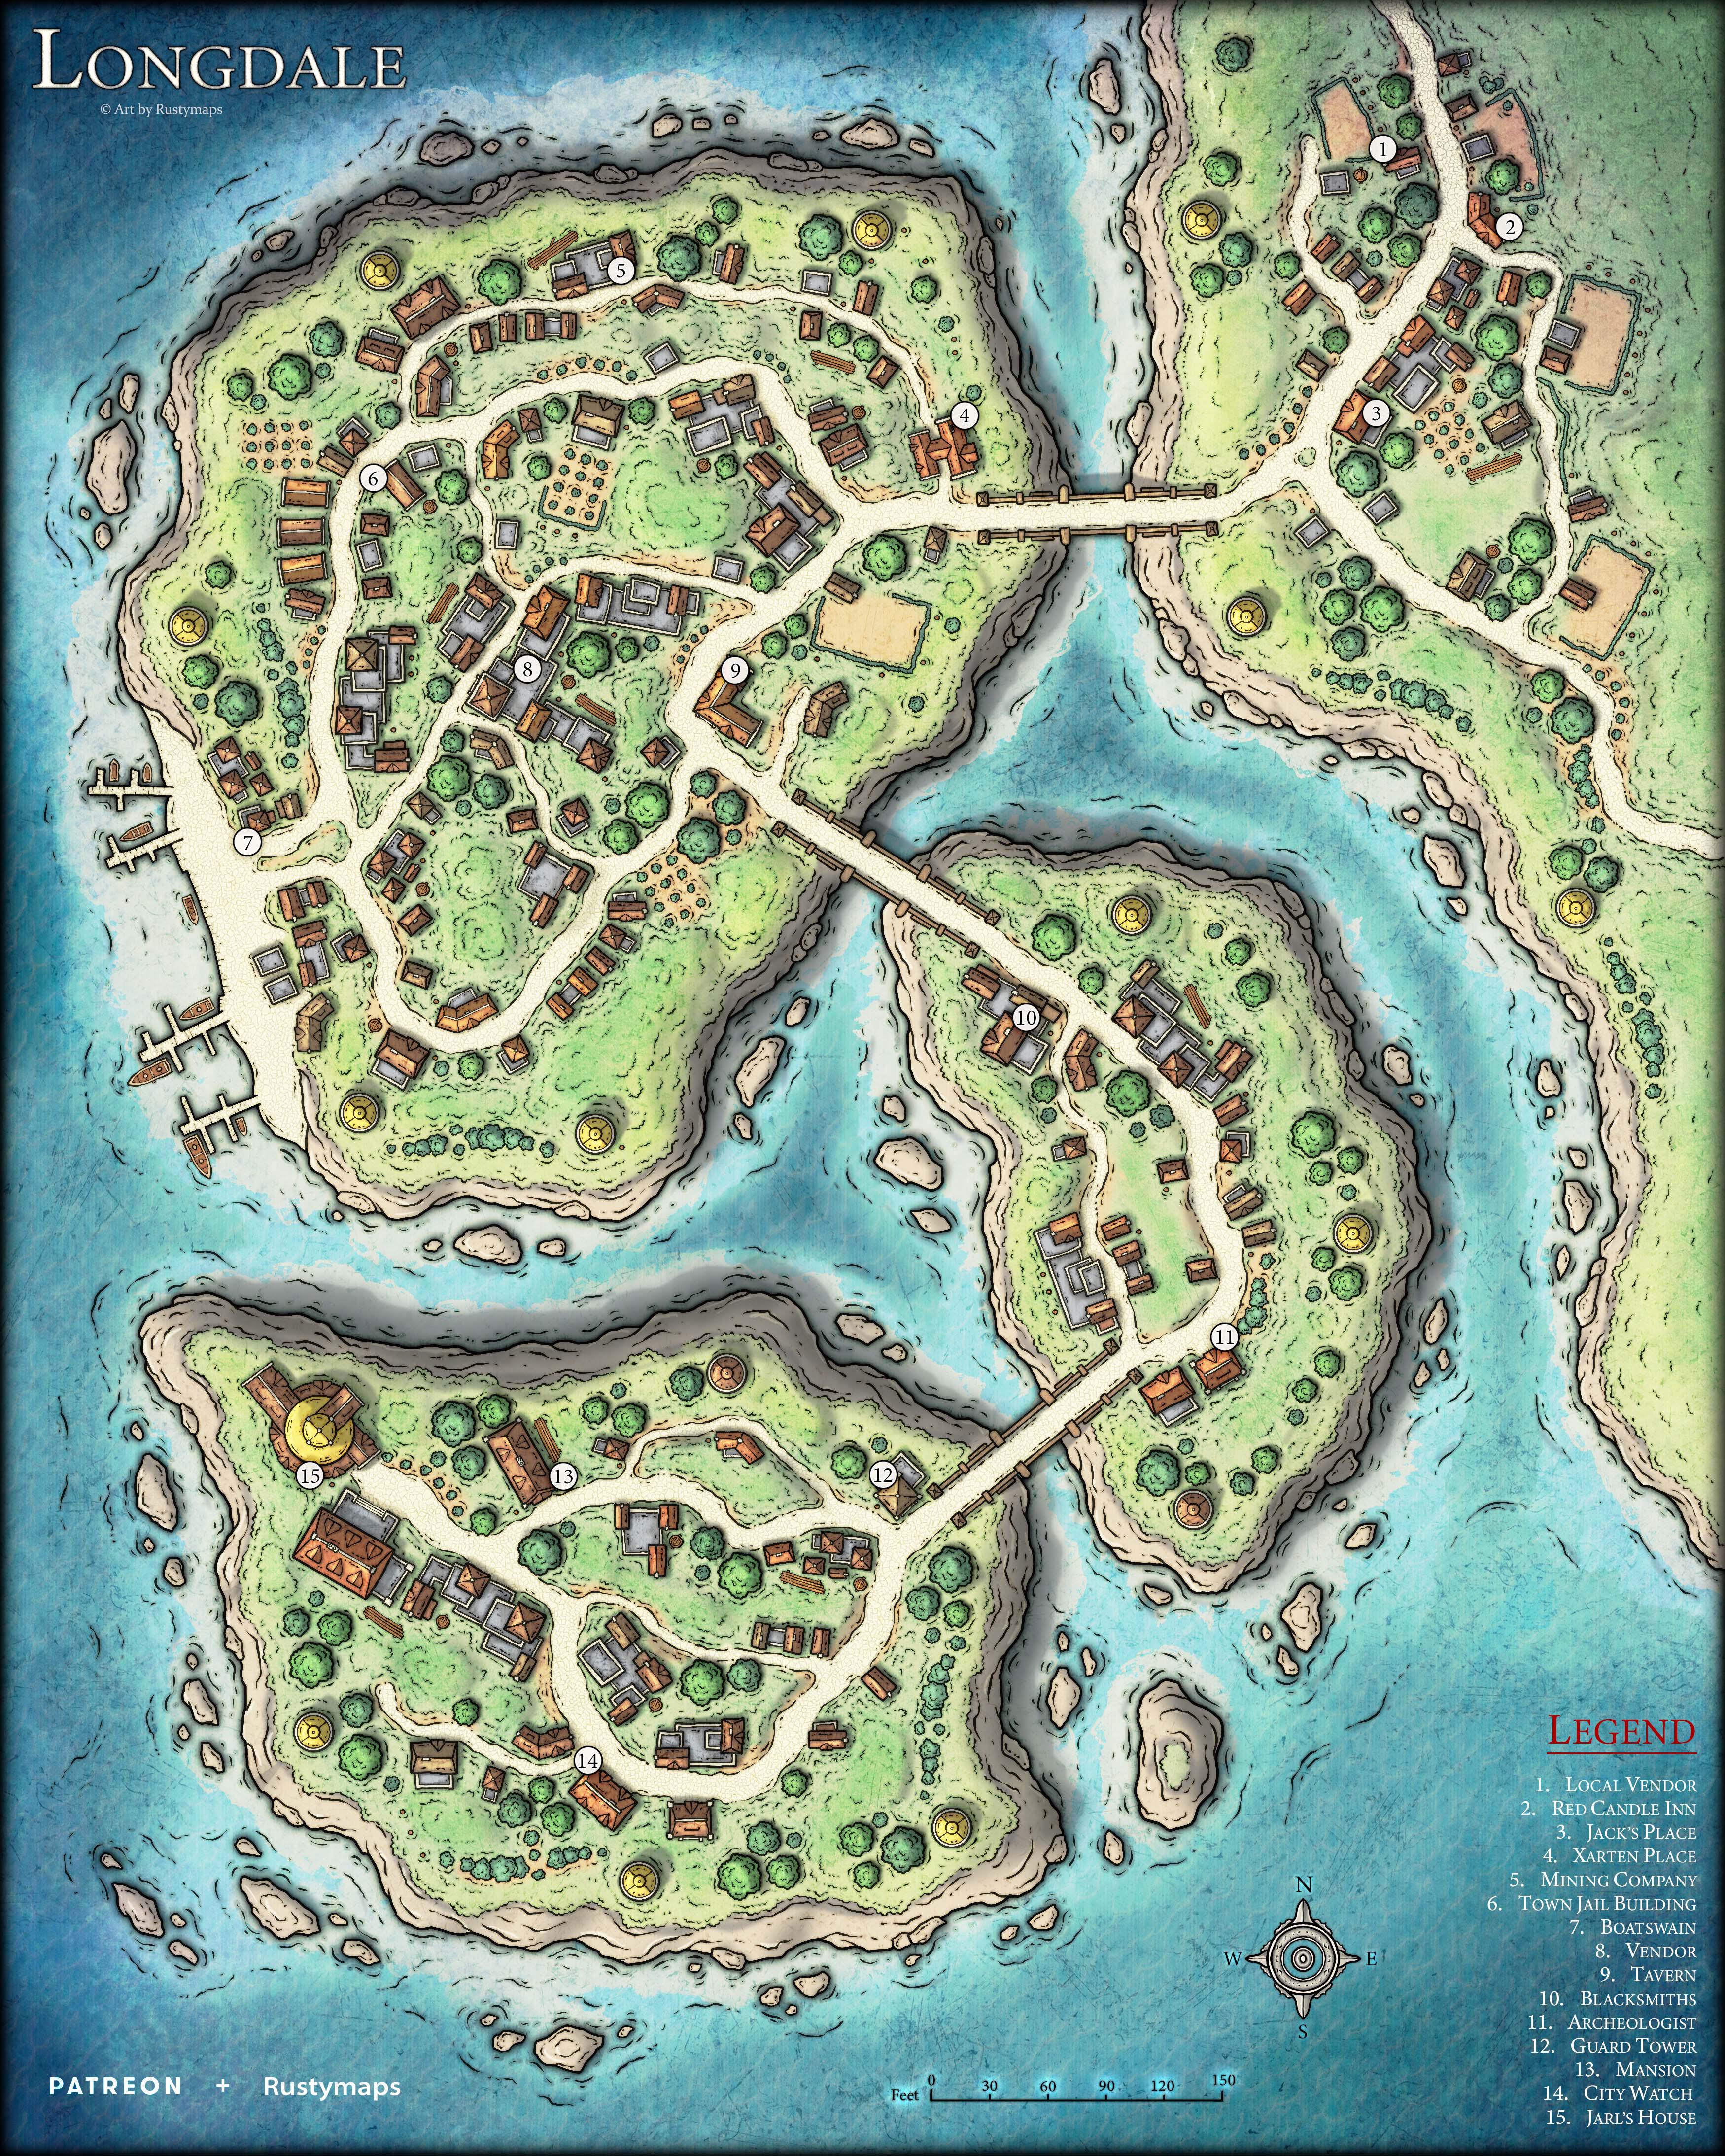 LONGDALE
© Art by Rustymaps
1
2
3
4
5
6
7
8
9
10
11
12
13
14
15
LEGEND
1. LOCAL VENDOR
2. RED CANDLE INN
3. JACK'S PLACE
4. XARTEN PLACE
5. MINING COMPANY
6. TOWN JAIL BUILDING
7. BOATSWAIN
8. VENDOR
9. TAVERN
10. BLACKSMITHS
11. ARCHEOLOGIST
12. GUARD TOWER
13. MANSION
14. CITY WATCH
15. JARL'S HOUSE
N
W E
S
PATREON + Rustymaps
Feet 0 30 60 90 120 150